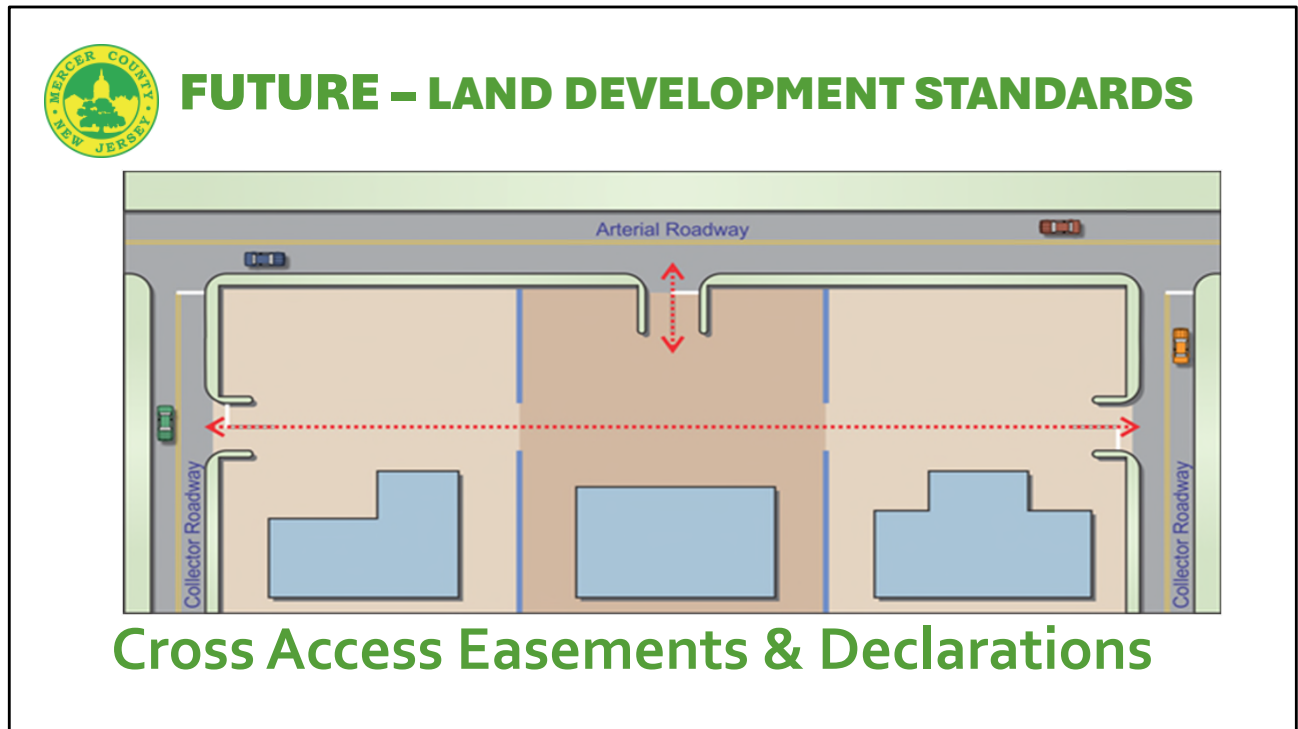 MERCER COUNTY
NEW JERSEY
FUTURE – LAND DEVELOPMENT STANDARDS
Arterial Roadway
Collector Roadway
Collector Roadway
Cross Access Easements & Declarations